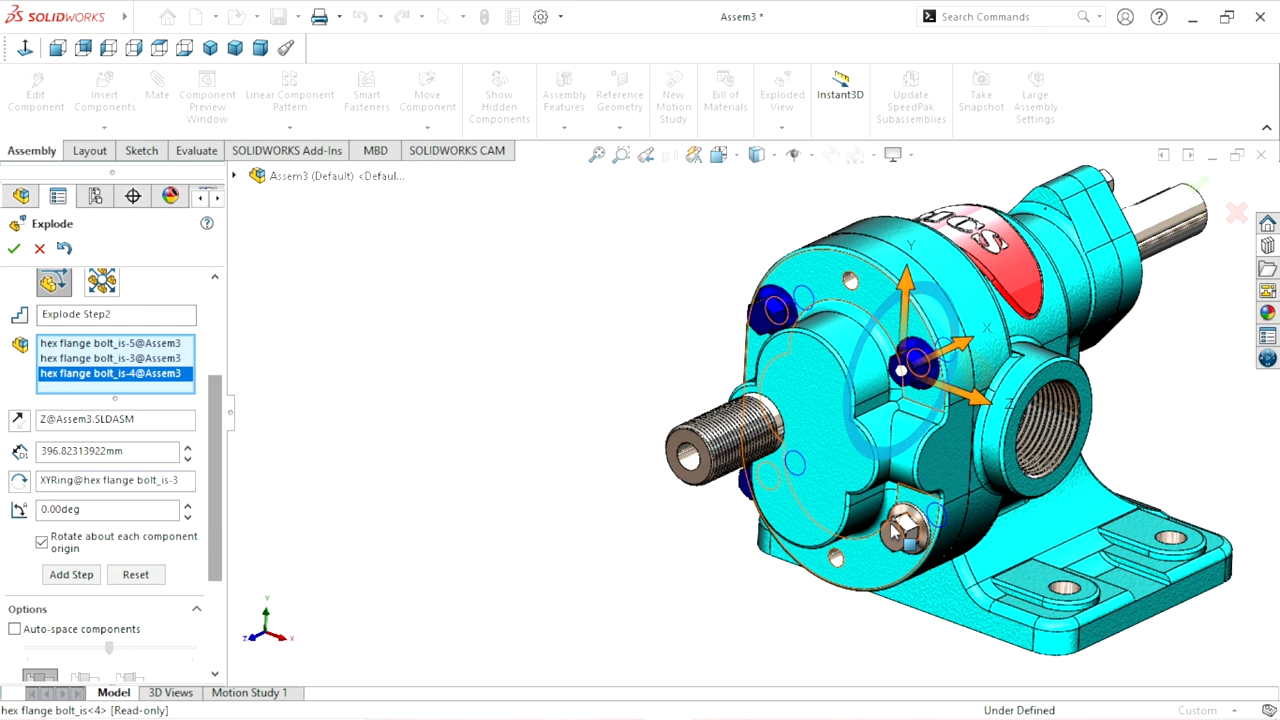 SOLIDWORKS
Assem3 *
Search Commands
Edit Component
Insert Components
Mate
Component Preview Window
Linear Component Pattern
Smart Fasteners
Move Component
Show Hidden Components
Assembly Features
Reference Geometry
New Motion Study
Bill of Materials
Exploded View
Instant3D
Update SpeedPak Subassemblies
Take Snapshot
Large Assembly Settings
Assembly
Layout
Sketch
Evaluate
SOLIDWORKS Add-Ins
MBD
SOLIDWORKS CAM
Assem3 (Default) <Defaul...
Explode
Explode Step2
hex flange bolt_is-5@Assem3
hex flange bolt_is-3@Assem3
hex flange bolt_is-4@Assem3
Z@Assem3.SLDASM
396.82313922mm
XYRing@hex flange bolt_is-3
0.00deg
Rotate about each component
origin
Add Step
Reset
Options
Auto-space components
Y
X
Z
Y
Z
X
Model
3D Views
Motion Study 1
hex flange bolt_is<4> [Read-only]
Under Defined
Custom